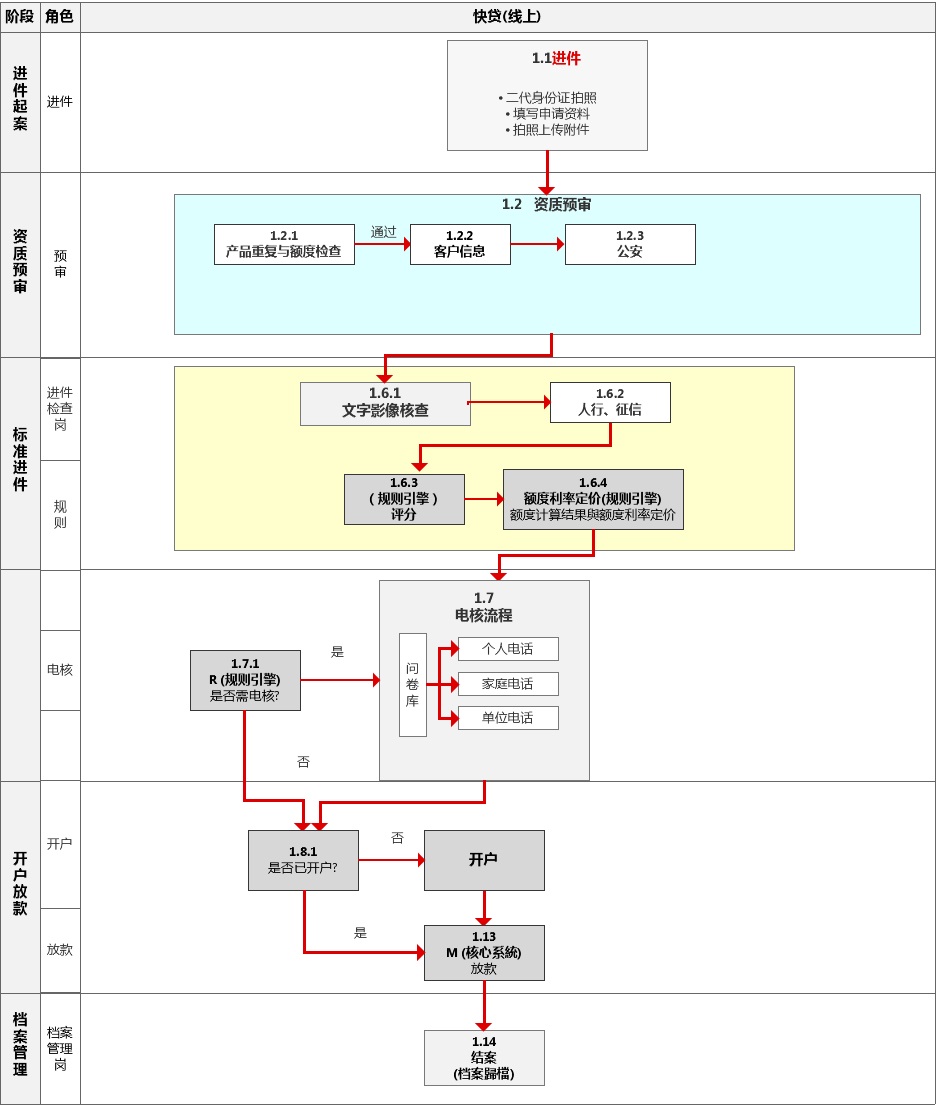 阶段 角色 快贷(线上)
进件起案
进件
1.1进件
•二代身份证拍照
•填写申请资料
•拍照上传附件
资质预审
预审
1.2 资质预审
1.2.1
产品重复与额度检查
通过
1.2.2
客户信息
1.2.3
公安
标准进件
进件
检查
岗
1.6.1
文字影像核查
1.6.2
人行、征信
规则
1.6.3
(规则引擎)
评分
1.6.4
额度利率定价(规则引擎)
额度计算结果與额度利率定价
电核
1.7
电核流程
问卷库
个人电话
家庭电话
单位电话
1.7.1
R (规则引擎)
是否需电核?
是
否
开户放款
开户
1.8.1
是否已开户?
否
开户
放款
是
1.13
M (核心系統)
放款
档案管理
档案
管理
岗
1.14
结案
(档案歸檔)